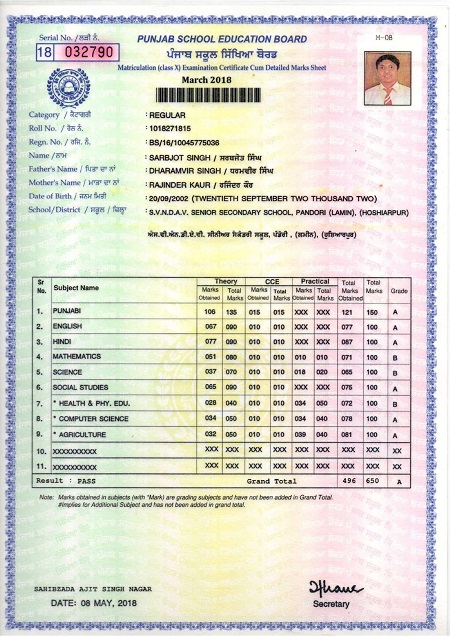 Serial No. /ਲੜੀ ਨੰ.
18 032790
PUNJAB SCHOOL EDUCATION BOARD
ਪੰਜਾਬ ਸਕੂਲ ਸਿੱਖਿਆ ਬੋਰਡ
Matriculation (class X) Examination Certificate Cum Detailed Marks Sheet
March 2018
M-08
Category / ਕੈਟਾਗਰੀ : REGULAR
Roll No. / ਰੋਲ ਨੰ. : 1018271815
Regn. No. / ਰਜਿ. ਨੰ. : BS/16/10045775036
Name /ਨਾਮ : SARBJOT SINGH / ਸਰਬਜੋਤ ਸਿੰਘ
Father's Name / ਪਿਤਾ ਦਾ ਨਾਂ : DHARAMVIR SINGH / ਧਰਮਵੀਰ ਸਿੰਘ
Mother's Name / ਮਾਤਾ ਦਾ ਨਾਂ : RAJINDER KAUR / ਰਜਿੰਦਰ ਕੌਰ
Date of Birth / ਜਨਮ ਮਿਤੀ : 20/09/2002 (TWENTIETH SEPTEMBER TWO THOUSAND TWO)
School/District / ਸਕੂਲ / ਜ਼ਿਲ੍ਹਾ : S.V.N.D.A.V. SENIOR SECONDARY SCHOOL, PANDORI (LAMIN), (HOSHIARPUR)
ਐਸ.ਵੀ.ਐਨ.ਡੀ.ਏ.ਵੀ. ਸੀਨੀਅਰ ਸੈਕੰਡਰੀ ਸਕੂਲ, ਪੰਡੋਰੀ , (ਲਮੀਨ), (ਹੁਸ਼ਿਆਰਪੁਰ)
Sr No. Subject Name Theory CCE Practical Total Marks Obtained Total Marks Grade
Marks Obtained Total Marks Marks Obtained Total Marks Marks Obtained Total Marks
1. PUNJABI 106 135 015 015 XXX XXX 121 150 A
2. ENGLISH 067 090 010 010 XXX XXX 077 100 A
3. HINDI 077 090 010 010 XXX XXX 087 100 A
4. MATHEMATICS 051 080 010 010 010 010 071 100 B
5. SCIENCE 037 070 010 010 018 020 065 100 B
6. SOCIAL STUDIES 065 090 010 010 XXX XXX 075 100 A
7. * HEALTH & PHY. EDU. 028 040 010 010 034 050 072 100 B
8. * COMPUTER SCIENCE 034 050 010 010 034 040 078 100 A
9. * AGRICULTURE 032 050 010 010 039 040 081 100 A
10. XXXXXXXXXX XXX XXX XXX XXX XXX XXX XXX XXX XX
11. XXXXXXXXXX XXX XXX XXX XXX XXX XXX XXX XXX XX
Result : PASS Grand Total 496 650 A
Note: Marks obtained in subjects (with *Mark) are grading subjects and have not been added in Grand Total.
#Implies for Additional Subject and has not been added in grand total.
SAHIBZADA AJIT SINGH NAGAR
DATE: 08 MAY, 2018
Secretary